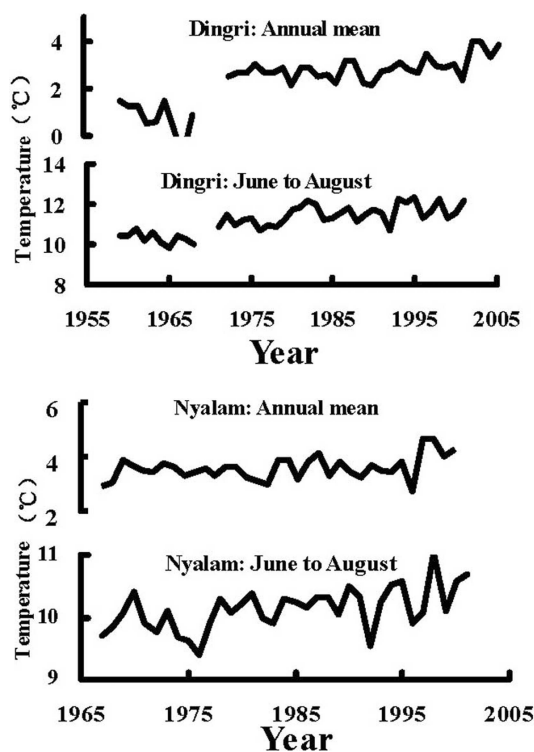 Dingri: Annual mean
4
2
0
Temperature (℃)
Dingri: June to August
12
14
12
10
8
1955 1965 1975 1985 1995 2005
Year
Nyalam: Annual mean
6
4
2
Temperature (℃)
Nyalam: June to August
11
10
9
1965 1975 1985 1995 2005
Year